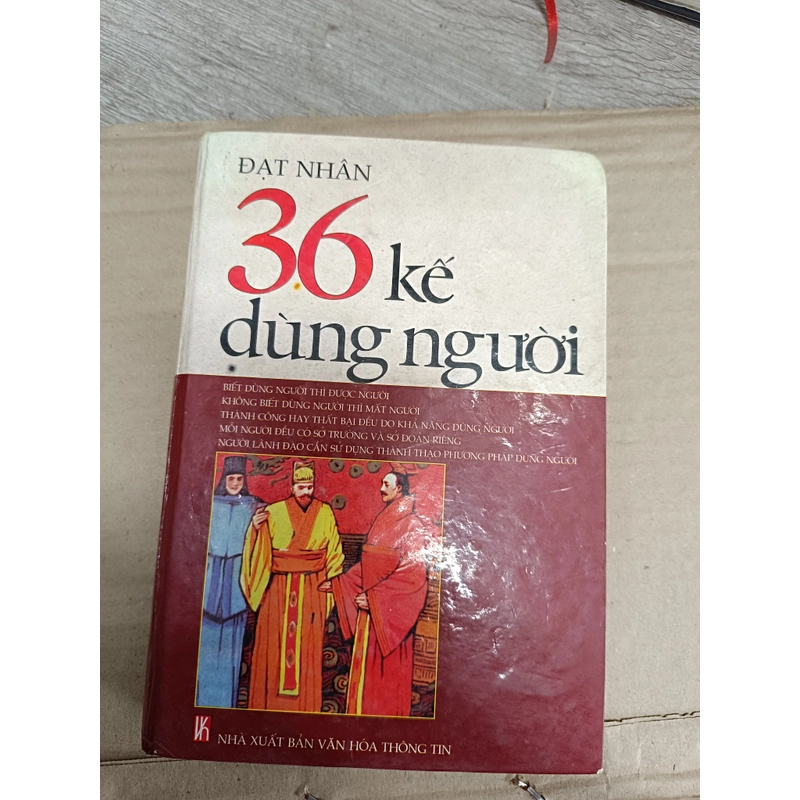 ĐẠT NHÂN
36 kế
dùng người
BIẾT DÙNG NGƯỜI THÌ ĐƯỢC NGƯỜI
KHÔNG BIẾT DÙNG NGƯỜI THÌ MẤT NGƯỜI
THÀNH CÔNG HAY THẤT BẠI ĐỀU DO KHẢ NĂNG DÙNG NGƯỜI
MỖI NGƯỜI ĐỀU CÓ SỞ TRƯỜNG VÀ SỞ ĐOẢN RIÊNG
NGƯỜI LÃNH ĐẠO CẦN SỬ DỤNG THÀNH THẠO PHƯƠNG PHÁP DÙNG NGƯỜI
NHÀ XUẤT BẢN VĂN HÓA THÔNG TIN